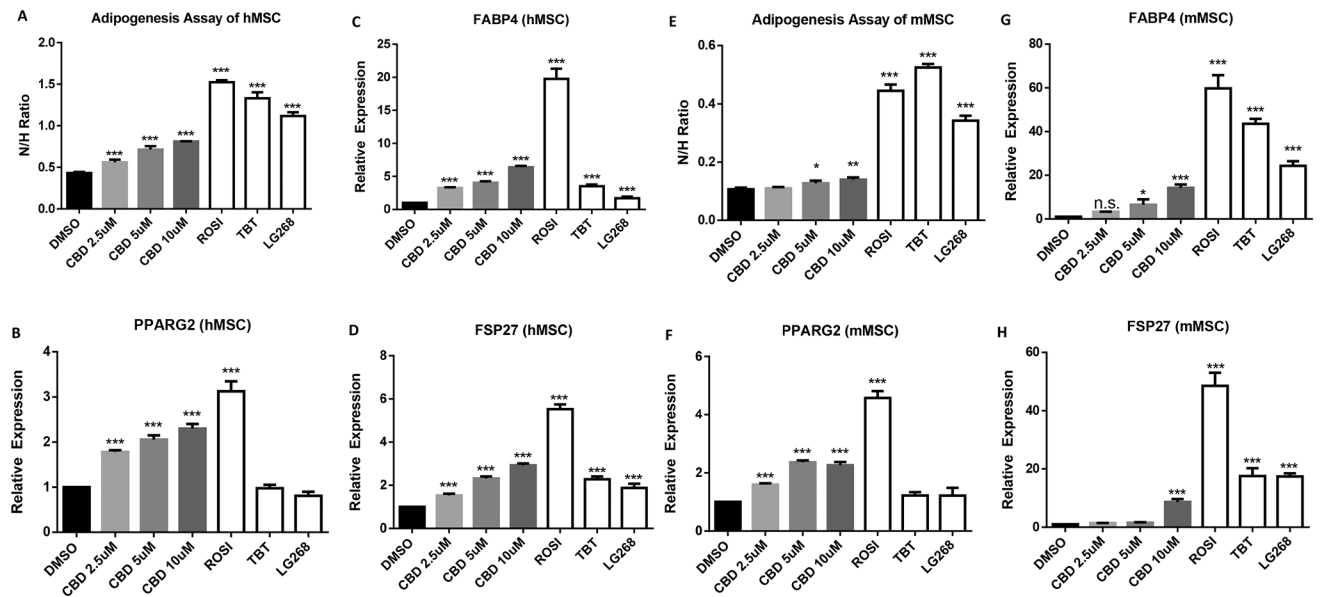 A
Adipogenesis Assay of hMSC
N/H Ratio
2.0
1.5
1.0
0.5
0.0
***
***
***
***
***
***
DMSO
CBD 2.5uM
CBD 5uM
CBD 10uM
ROSI
TBT
LG268
C
FABP4 (hMSC)
Relative Expression
25
20
15
10
5
0
***
***
***
***
***
***
DMSO
CBD 2.5uM
CBD 5uM
CBD 10uM
ROSI
TBT
LG268
E
Adipogenesis Assay of mMSC
N/H Ratio
0.6
0.4
0.2
0.0
*
**
***
***
***
DMSO
CBD 2.5uM
CBD 5uM
CBD 10uM
ROSI
TBT
LG268
G
FABP4 (mMSC)
Relative Expression
80
60
40
20
0
n.s.
*
***
***
***
***
DMSO
CBD 2.5uM
CBD 5uM
CBD 10uM
ROSI
TBT
LG268
B
PPARG2 (hMSC)
Relative Expression
4
3
2
1
0
***
***
***
***
DMSO
CBD 2.5uM
CBD 5uM
CBD 10uM
ROSI
TBT
LG268
D
FSP27 (hMSC)
Relative Expression
8
6
4
2
0
***
***
***
***
***
***
DMSO
CBD 2.5uM
CBD 5uM
CBD 10uM
ROSI
TBT
LG268
F
PPARG2 (mMSC)
Relative Expression
6
4
2
0
***
***
***
***
DMSO
CBD 2.5uM
CBD 5uM
CBD 10uM
ROSI
TBT
LG268
H
FSP27 (mMSC)
Relative Expression
60
40
20
0
***
***
***
***
DMSO
CBD 2.5uM
CBD 5uM
CBD 10uM
ROSI
TBT
LG268